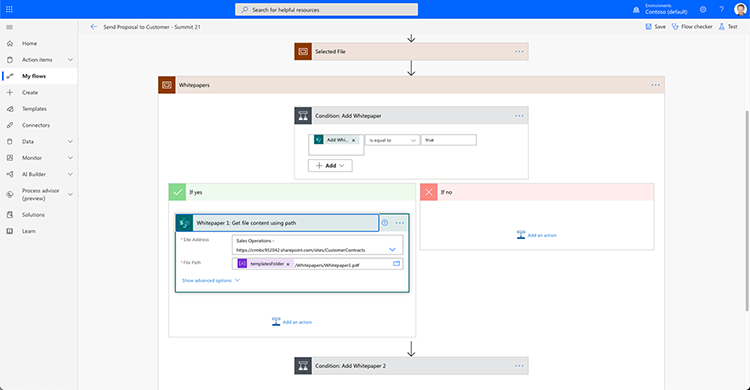 Search for helpful resources
Environments
Contoso (default)
Send Proposal to Customer - Summit 21
Save
Flow checker
Test
Home
Action items
My flows
Create
Templates
Connectors
Data
Monitor
AI Builder
Process advisor
(preview)
Solutions
Learn
Selected File
Whitepapers
Condition: Add Whitepaper
Add Whi...
is equal to
true
Add
If yes
If no
Whitepaper 1: Get file content using path
* Site Address
Sales Operations -
https://crmbc932042.sharepoint.com/sites/CustomerContracts
* File Path
templatesFolder
/Whitepapers/Whitepaper1.pdf
Show advanced options
Add an action
Add an action
Condition: Add Whitepaper 2